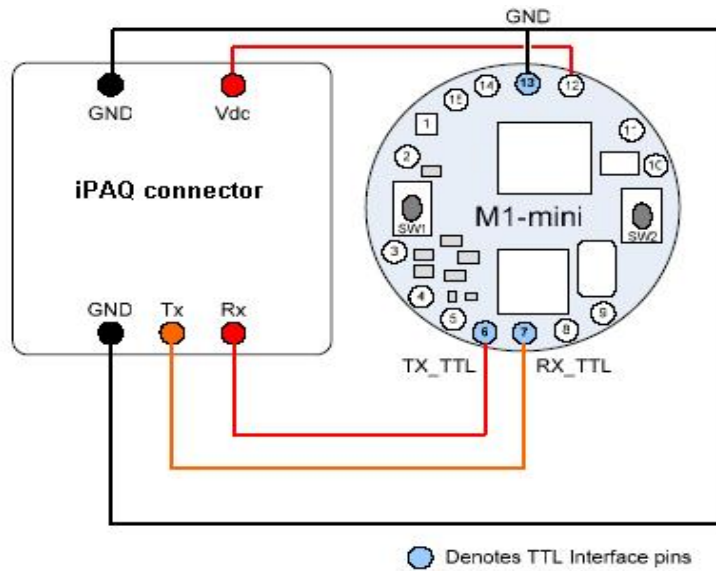 GND
GND
Vdc
15
14
13
12
1
11
2
10
iPAQ connector
M1-mini
SW1
SW2
3
GND
Tx
Rx
4
5
6
7
8
9
TX_TTL
RX_TTL
Denotes TTL Interface pins